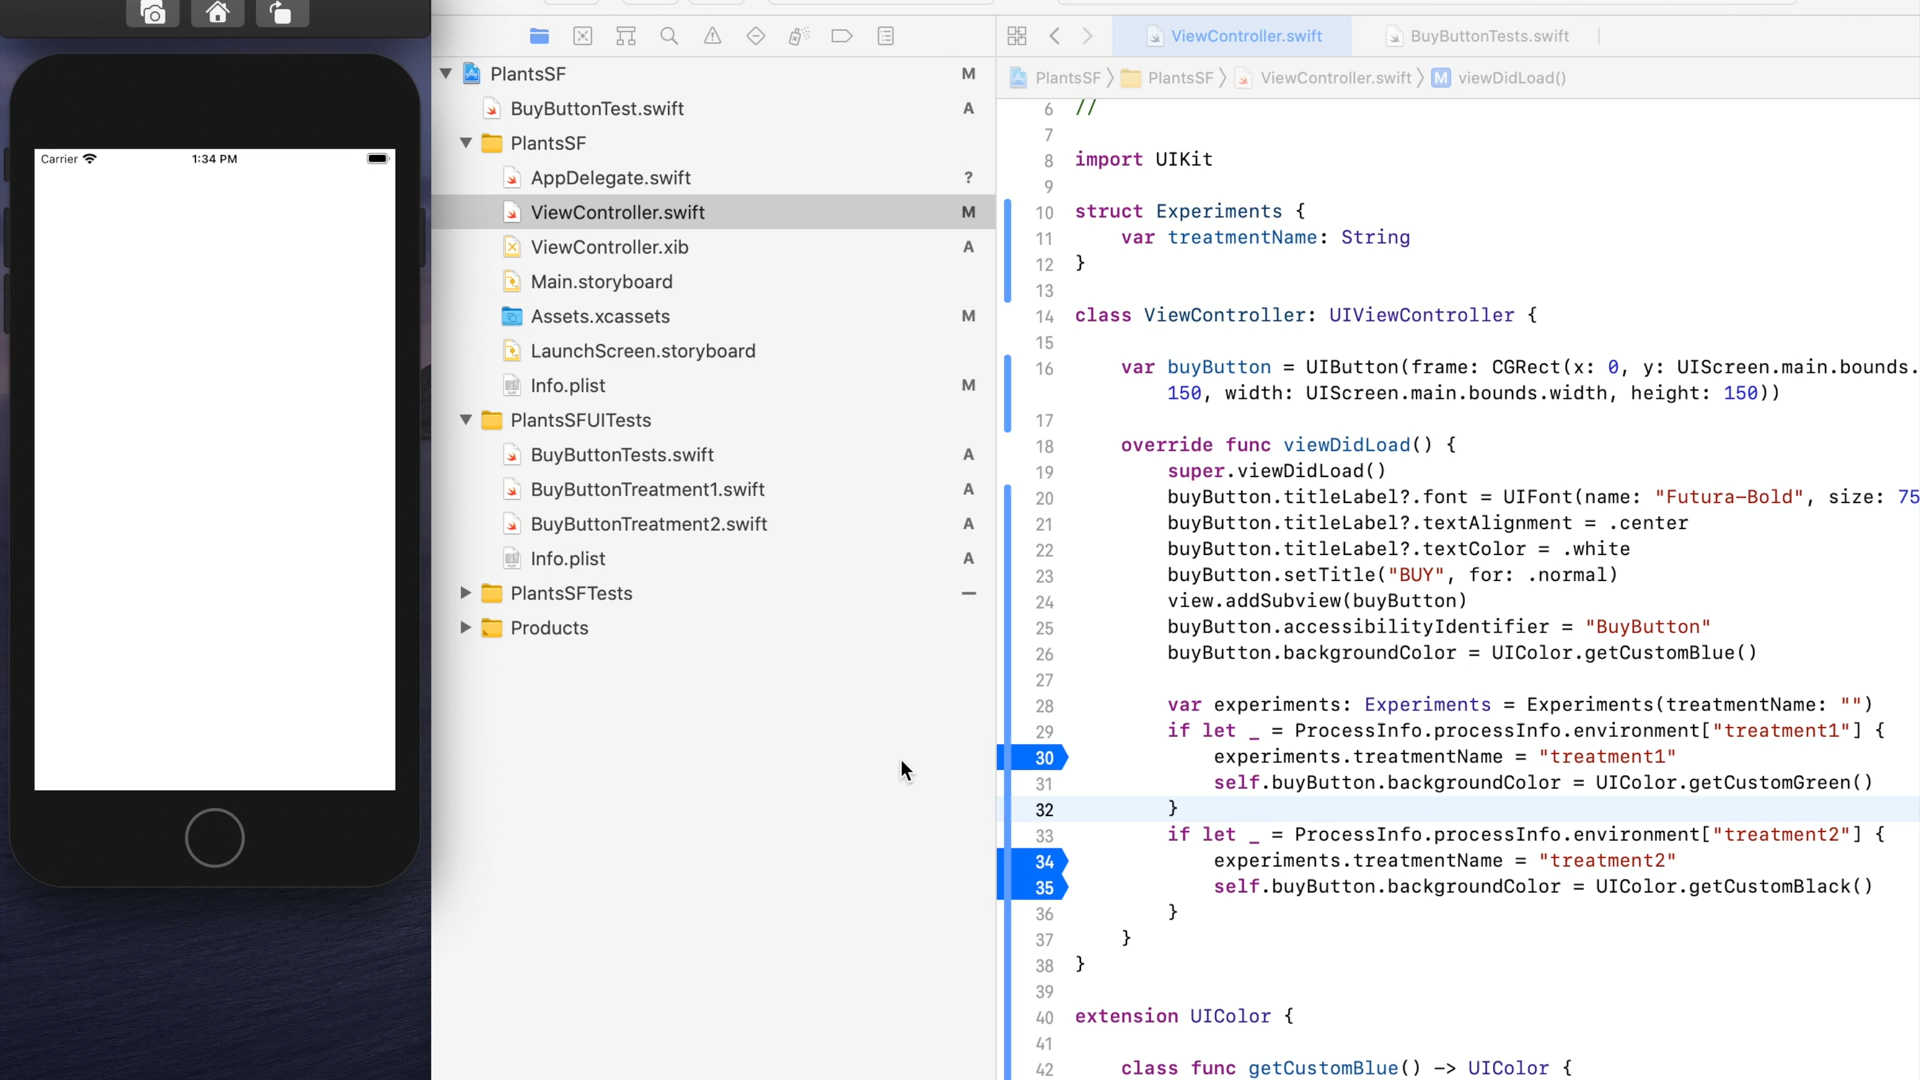 Carrier
1:34 PM
PlantsSF M
BuyButtonTest.swift A
PlantsSF
AppDelegate.swift ?
ViewController.swift M
ViewController.xib A
Main.storyboard
Assets.xcassets M
LaunchScreen.storyboard
Info.plist M
PlantsSFUITests
BuyButtonTests.swift A
BuyButtonTreatment1.swift A
BuyButtonTreatment2.swift A
Info.plist A
PlantsSFTests –
Products
ViewController.swift
BuyButtonTests.swift
PlantsSF PlantsSF ViewController.swift M viewDidLoad()
6 //
7
8 import UIKit
9
10 struct Experiments {
11 var treatmentName: String
12 }
13
14 class ViewController: UIViewController {
15
16 var buyButton = UIButton(frame: CGRect(x: 0, y: UIScreen.main.bounds.
150, width: UIScreen.main.bounds.width, height: 150))
17
18 override func viewDidLoad() {
19 super.viewDidLoad()
20 buyButton.titleLabel?.font = UIFont(name: "Futura-Bold", size: 75
21 buyButton.titleLabel?.textAlignment = .center
22 buyButton.titleLabel?.textColor = .white
23 buyButton.setTitle("BUY", for: .normal)
24 view.addSubview(buyButton)
25 buyButton.accessibilityIdentifier = "BuyButton"
26 buyButton.backgroundColor = UIColor.getCustomBlue()
27
28 var experiments: Experiments = Experiments(treatmentName: "")
29 if let _ = ProcessInfo.processInfo.environment["treatment1"] {
30 experiments.treatmentName = "treatment1"
31 self.buyButton.backgroundColor = UIColor.getCustomGreen()
32 }
33 if let _ = ProcessInfo.processInfo.environment["treatment2"] {
34 experiments.treatmentName = "treatment2"
35 self.buyButton.backgroundColor = UIColor.getCustomBlack()
36 }
37 }
38 }
39
40 extension UIColor {
41
42 class func getCustomBlue() -> UIColor {